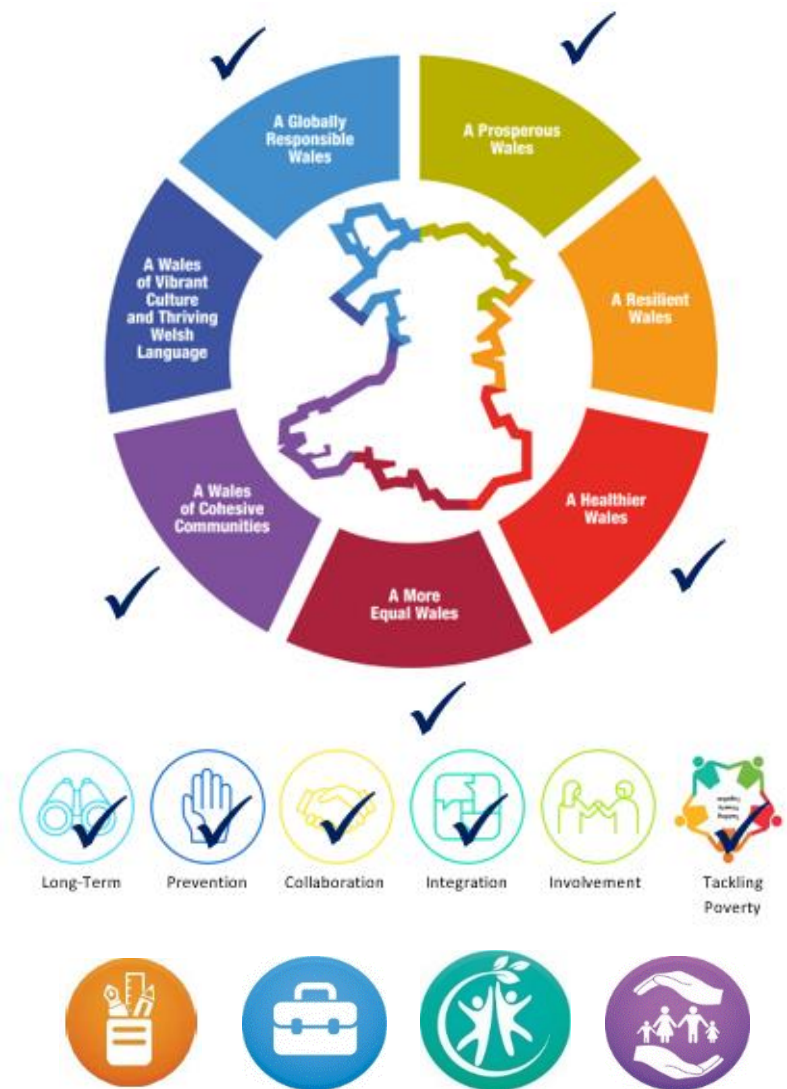 A Globally
Responsible
Wales
A Prosperous
Wales
A Wales
of Vibrant
Culture
and Thriving
Welsh
Language
A Resilient
Wales
A Wales
of Cohesive
Communities
A Healthier
Wales
A More
Equal Wales
Long-Term
Prevention
Collaboration
Integration
Involvement
Tackling
Poverty